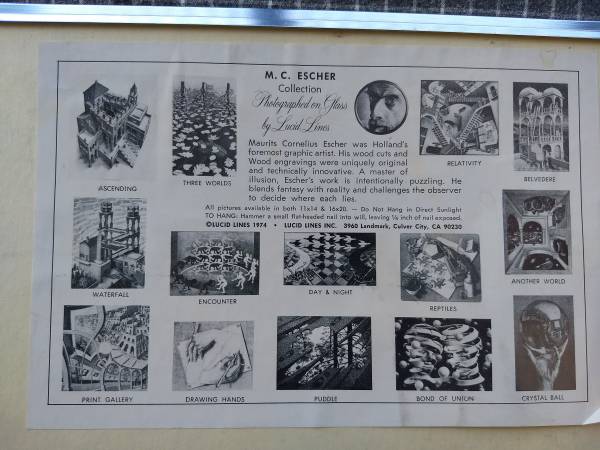 M. C. ESCHER
Collection
Photographed on Glass
by Lucid Lines
Maurits Cornelius Escher was Holland's
foremost graphic artist. His wood cuts and
Wood engravings were uniquely original
and technically innovative. A master of
illusion, Escher's work is intentionally puzzling. He
blends fantasy with reality and challenges the observer
to decide where each lies.
All pictures available in both 11x14 & 16x20. — Do Not Hang in Direct Sunlight
TO HANG: Hammer a small flat-headed nail into wall, leaving ⅛ inch of nail exposed.
©LUCID LINES 1974 • LUCID LINES INC. 3960 Landmark, Culver City, CA 90230
ASCENDING
THREE WORLDS
RELATIVITY
BELVEDERE
WATERFALL
ENCOUNTER
DAY & NIGHT
REPTILES
ANOTHER WORLD
PRINT GALLERY
DRAWING HANDS
PUDDLE
BOND OF UNION
CRYSTAL BALL